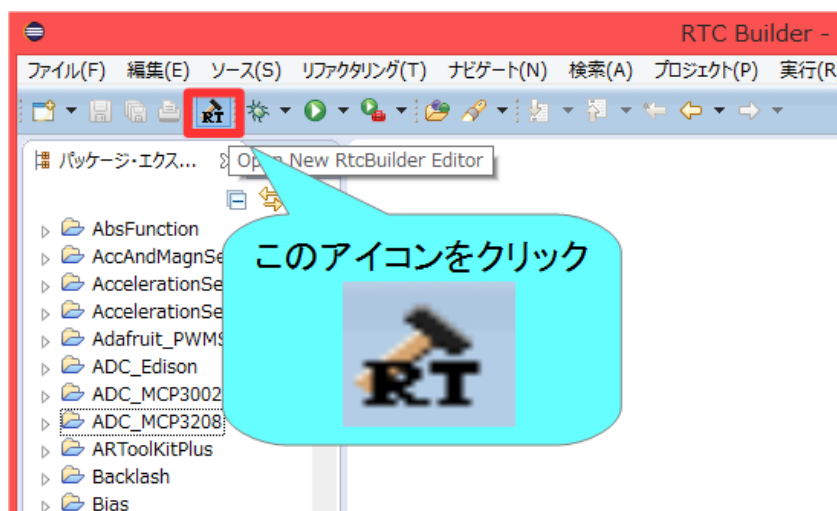 RTC Builder -
ファイル(F) 編集(E) ソース(S) リファクタリング(T) ナビゲート(N) 検索(A) プロジェクト(P) 実行(R
RT
パッケージ・エクス...
Open New RtcBuilder Editor
このアイコンをクリック
RT
AbsFunction
AccAndMagnSe
AccelerationSe
AccelerationSe
Adafruit_PWMS
ADC_Edison
ADC_MCP3002
ADC_MCP3208
ARToolKitPlus
Backlash
Bias